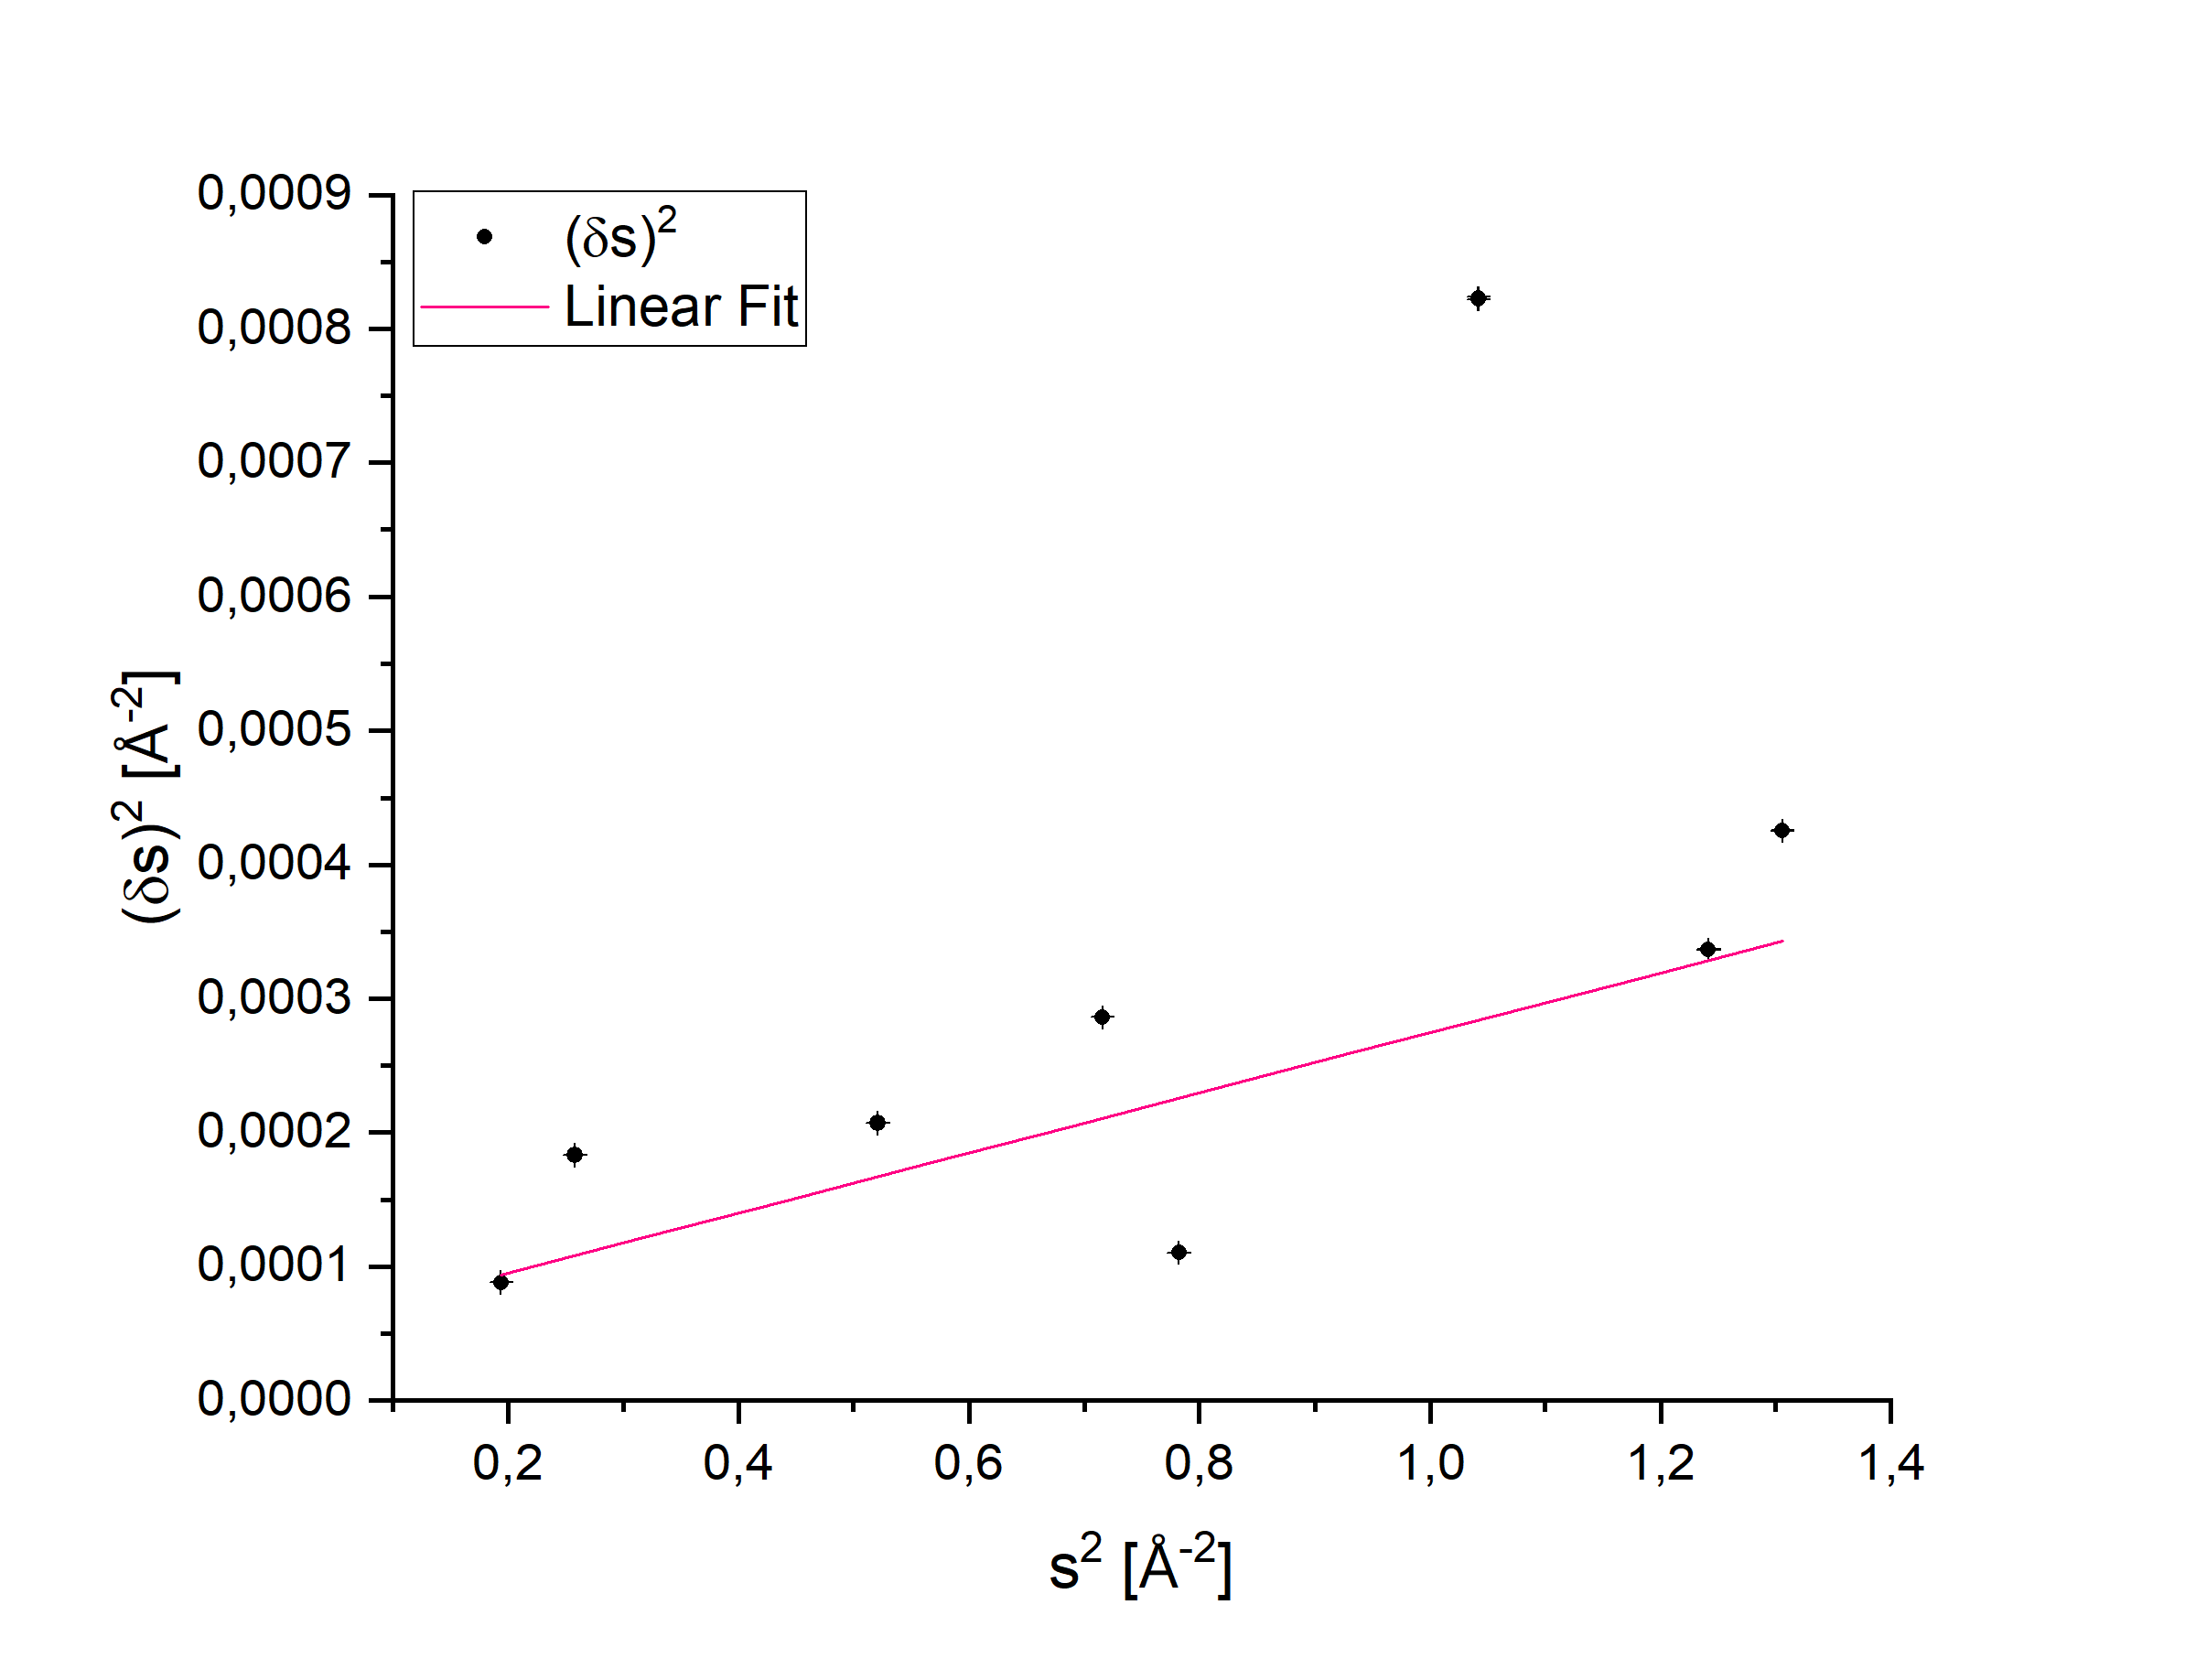 (δs)²
Linear Fit
0,0009
0,0008
0,0007
0,0006
0,0005
0,0004
0,0003
0,0002
0,0001
0,0000
(δs)² [Å⁻²]
0,2 0,4 0,6 0,8 1,0 1,2 1,4
s² [Å⁻²]